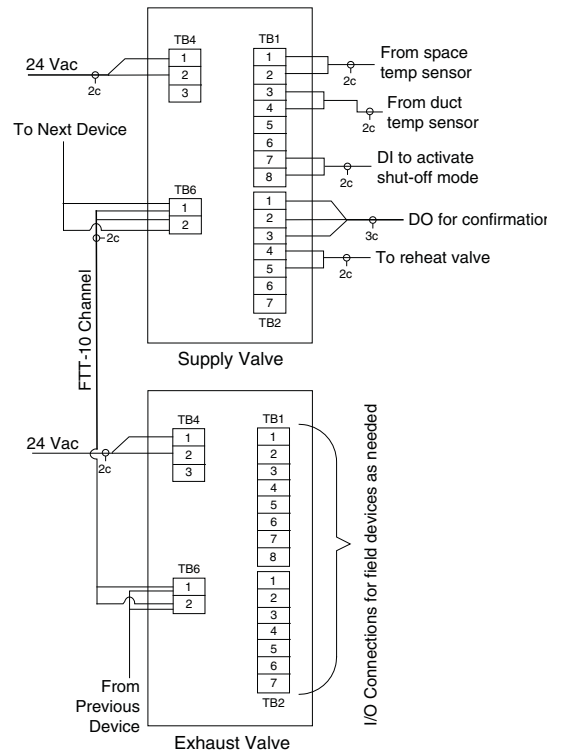 TB4
TB1
24 Vac
1
2
3
2c
1
2
3
4
5
6
7
8
From space
temp sensor
2c
From duct
temp sensor
2c
DI to activate
shut-off mode
2c
To Next Device
TB6
1
2
2c
1
2
3
4
5
6
7
TB2
DO for confirmation
3c
To reheat valve
2c
FTT-10 Channel
Supply Valve
TB4
TB1
24 Vac
1
2
3
2c
1
2
3
4
5
6
7
8
TB6
1
2
1
2
3
4
5
6
7
TB2
I/O Connections for field devices as needed
From
Previous
Device
Exhaust Valve